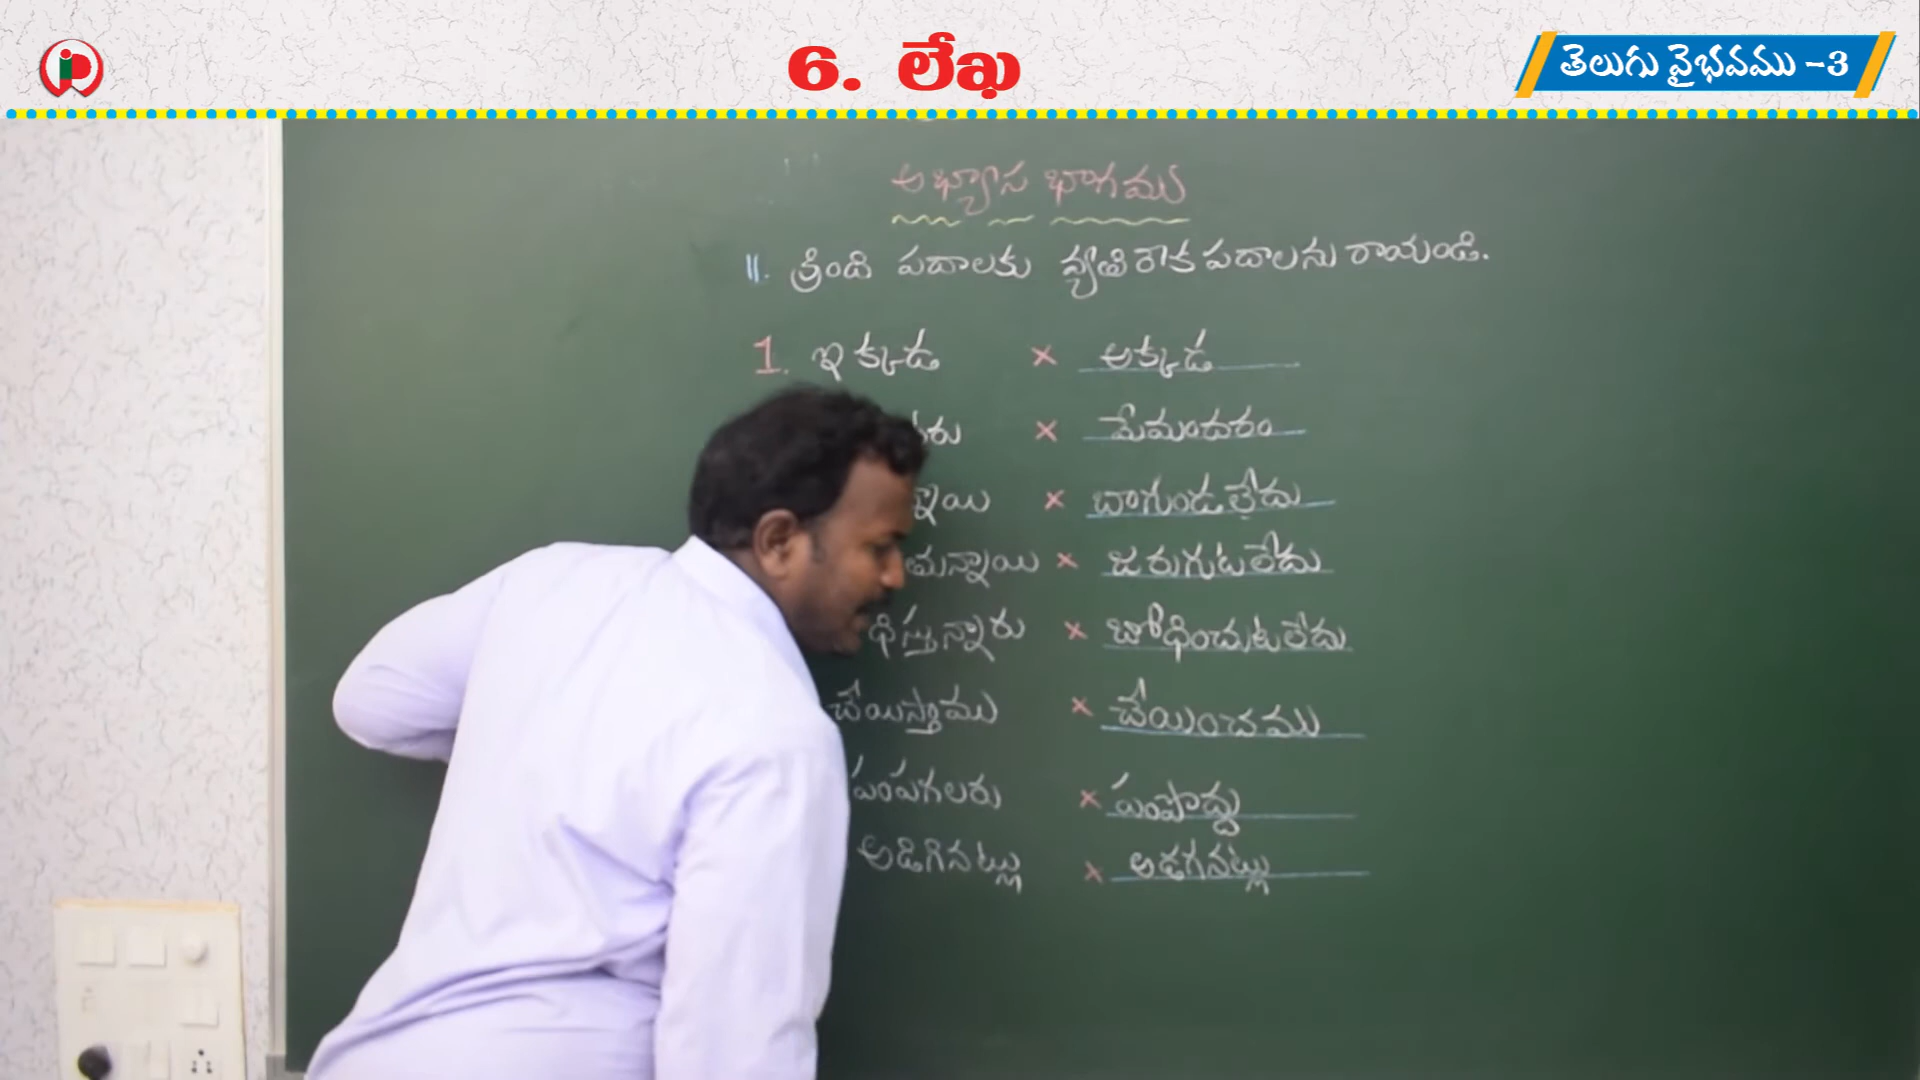 6. లేఖ
తెలుగు వైభవము -3
అభ్యాస భాగము
II. క్రింది పదాలకు వ్యతిరేక పదాలను రాయండి.
1. ఇక్కడ × అక్కడ
రు × మేమందరం
న్నాయి × బాగుండలేదు
తున్నాయి × జరుగుటలేదు
ధిస్తున్నారు × బోధించుటలేదు
చేయిస్తాము × చేయించము
పంపగలరు × పంపొద్దు
అడిగినట్లు × అడగనట్లు